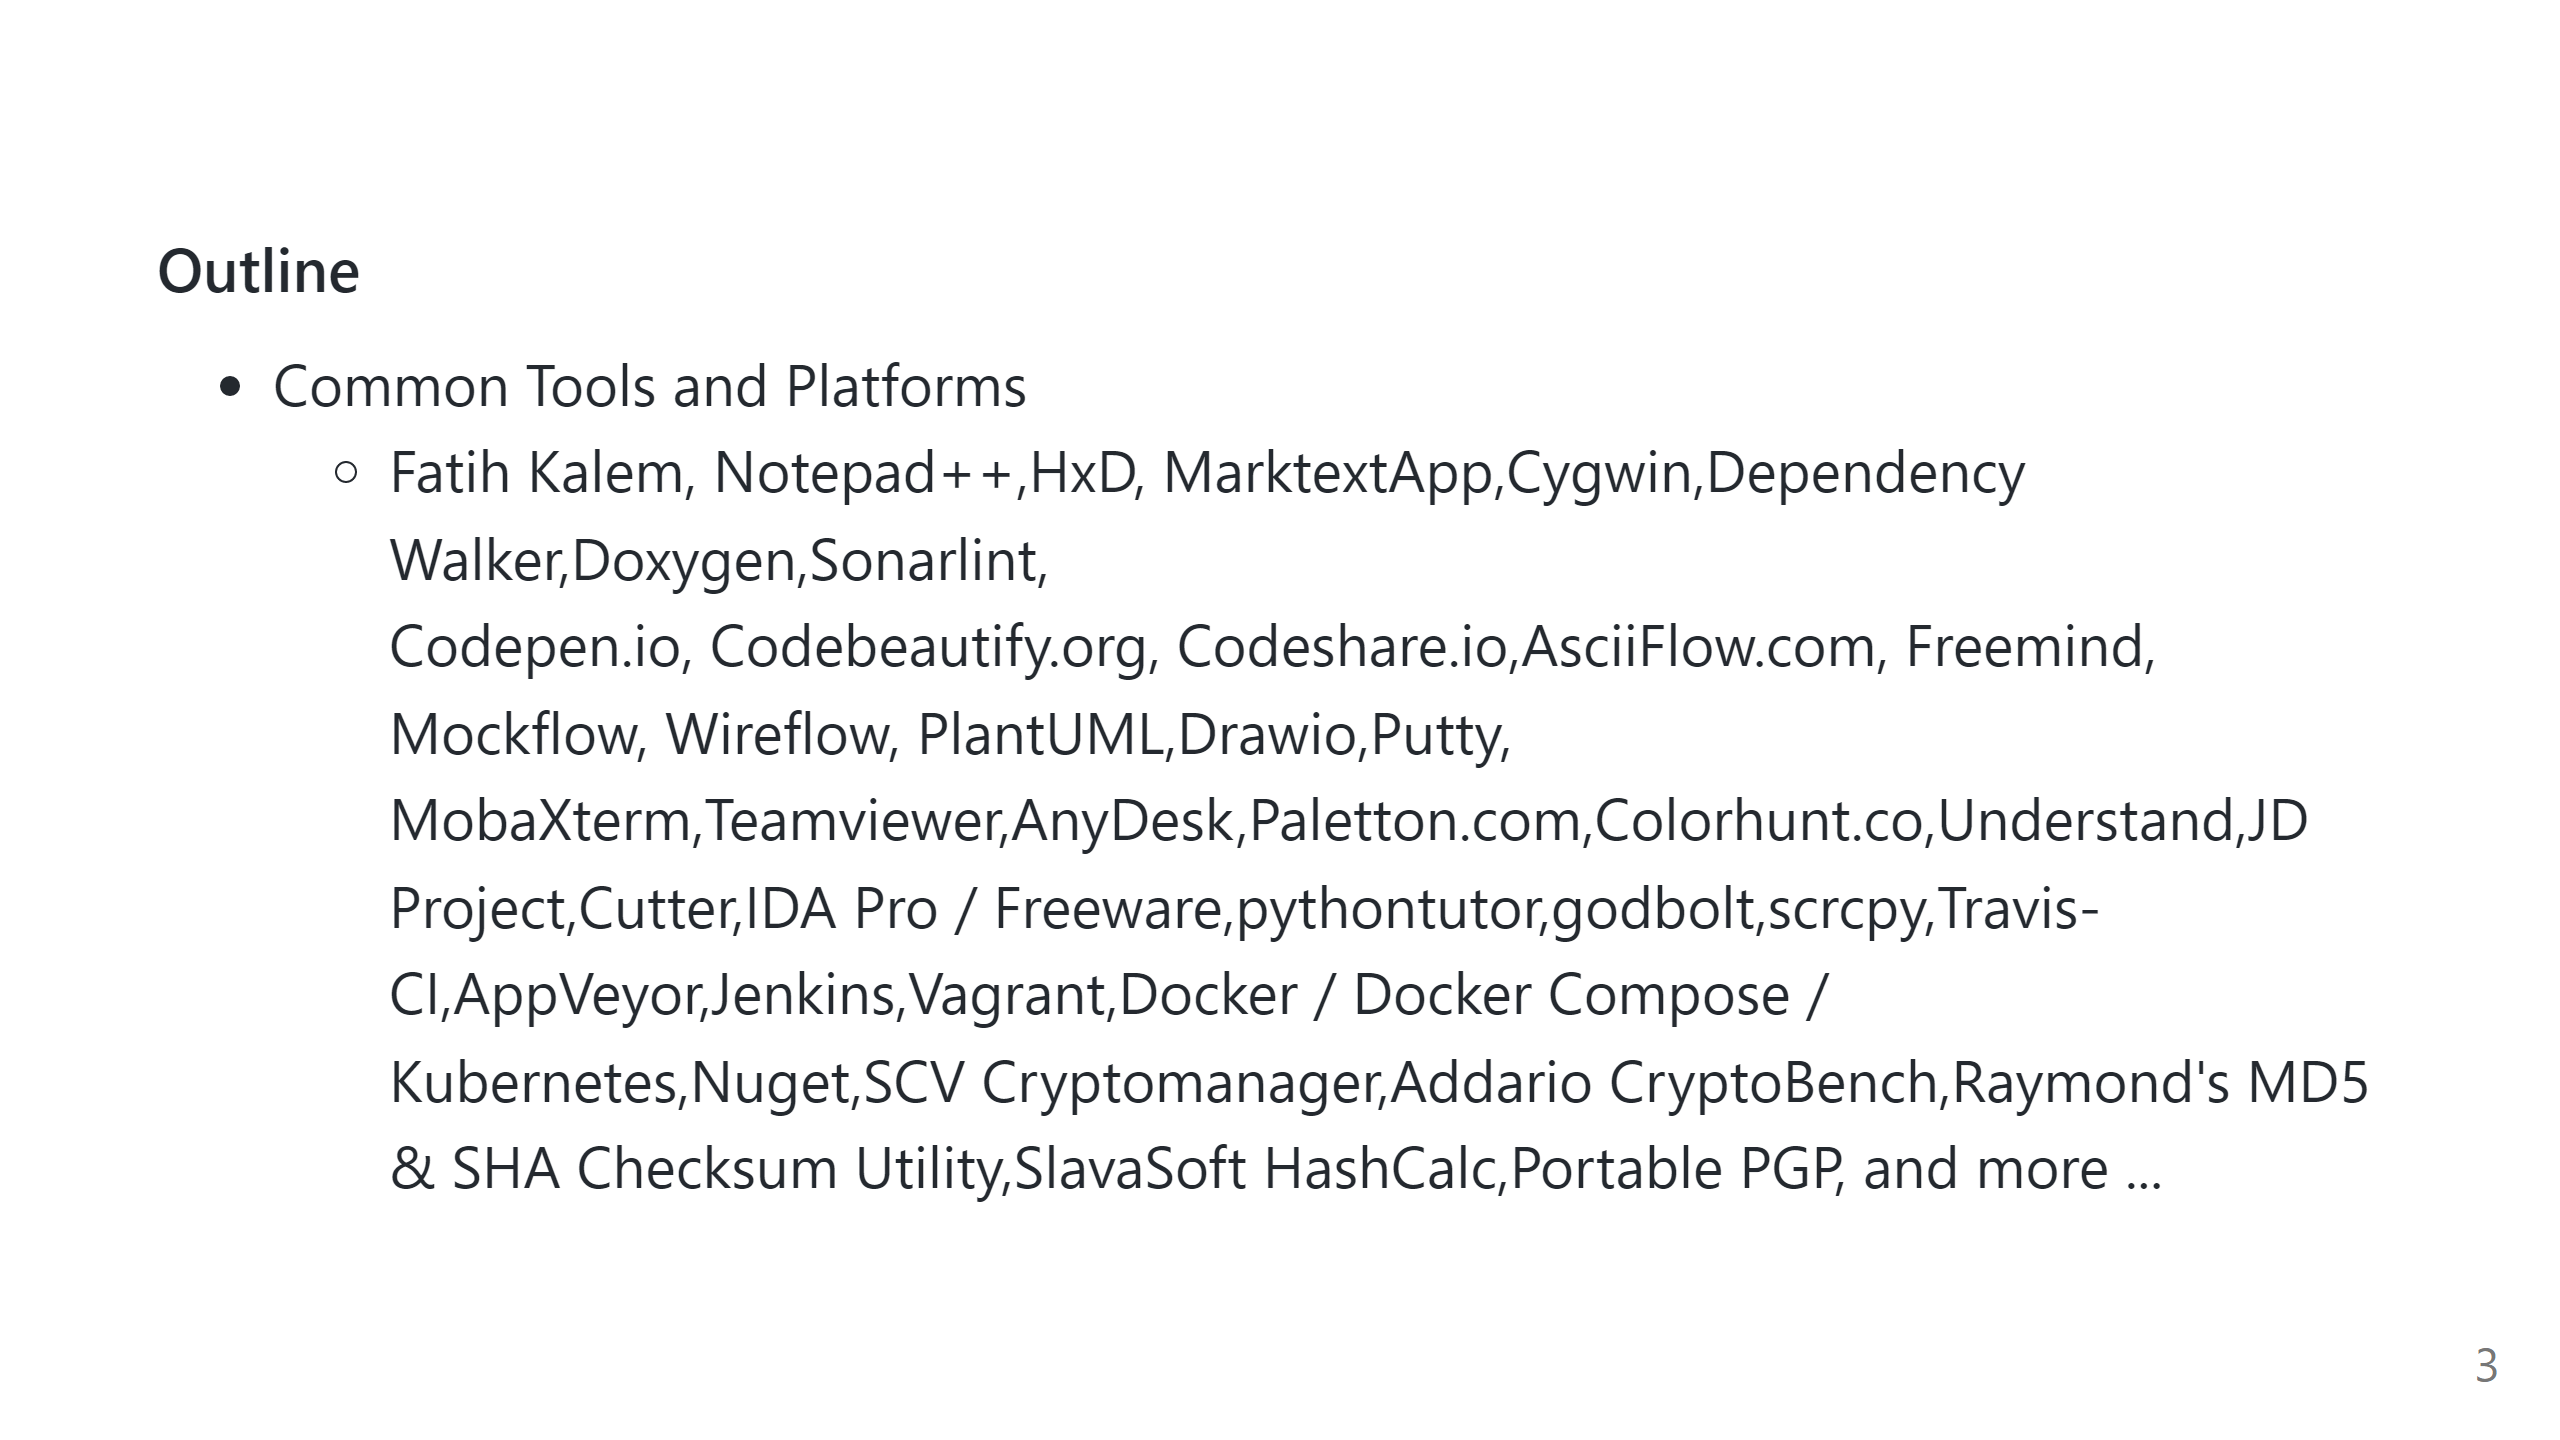 Outline
• Common Tools and Platforms
○ Fatih Kalem, Notepad++,HxD, MarktextApp,Cygwin,Dependency
Walker,Doxygen,Sonarlint,
Codepen.io, Codebeautify.org, Codeshare.io,AsciiFlow.com, Freemind,
Mockflow, Wireflow, PlantUML,Drawio,Putty,
MobaXterm,Teamviewer,AnyDesk,Paletton.com,Colorhunt.co,Understand,JD
Project,Cutter,IDA Pro / Freeware,pythontutor,godbolt,scrcpy,Travis-
CI,AppVeyor,Jenkins,Vagrant,Docker / Docker Compose /
Kubernetes,Nuget,SCV Cryptomanager,Addario CryptoBench,Raymond's MD5
& SHA Checksum Utility,SlavaSoft HashCalc,Portable PGP, and more ...
3